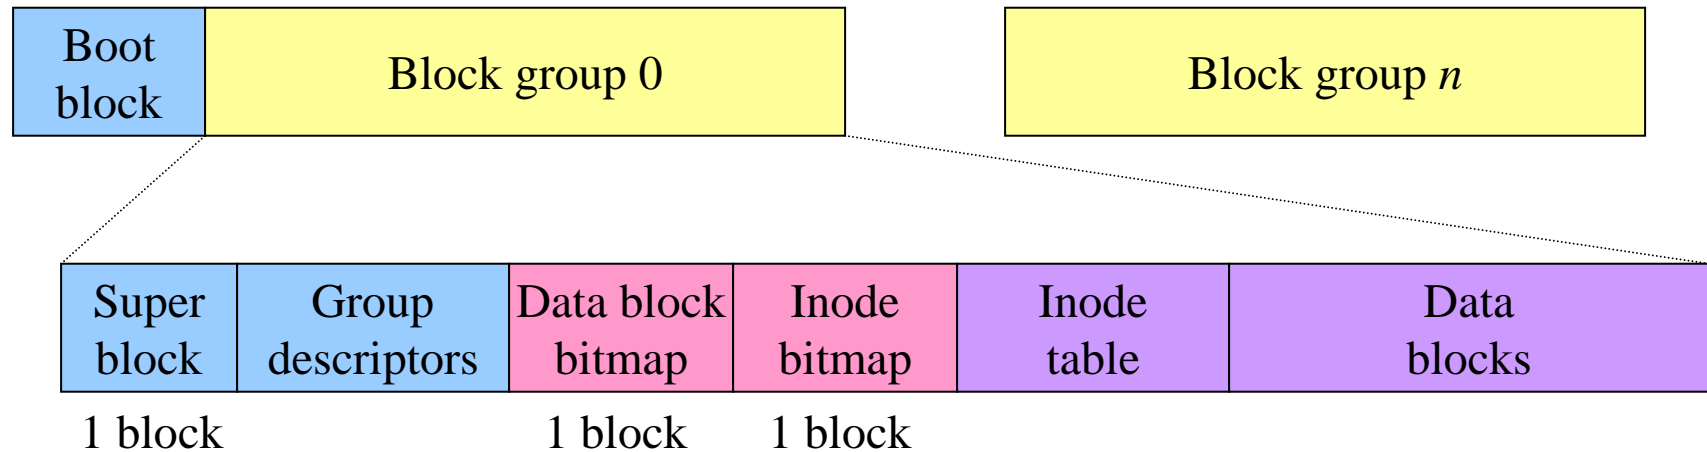 Boot
block
Block group 0
Block group n
Super
block
Group
descriptors
Data block
bitmap
Inode
bitmap
Inode
table
Data
blocks
1 block
1 block
1 block